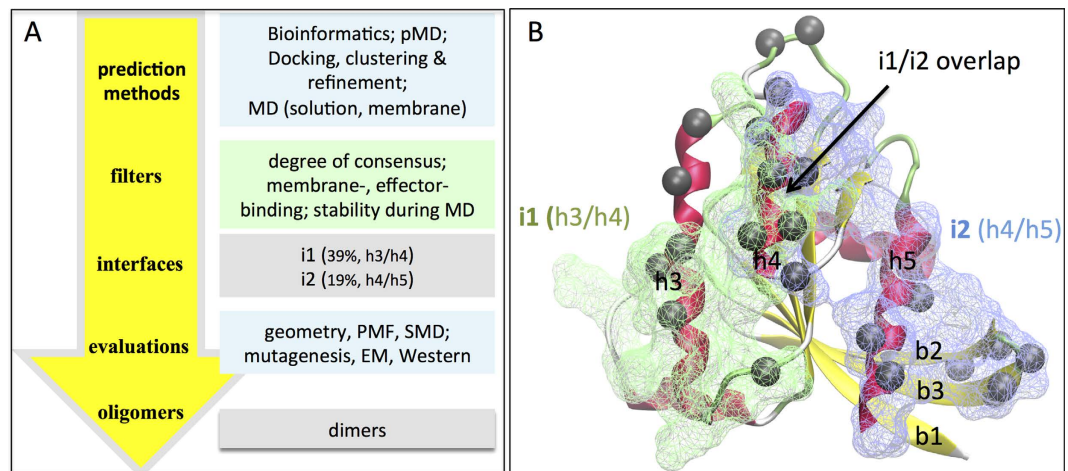 A
prediction
methods
Bioinformatics; pMD;
Docking, clustering &
refinement;
MD (solution, membrane)
filters
degree of consensus;
membrane-, effector-
binding; stability during MD
interfaces
i1 (39%, h3/h4)
i2 (19%, h4/h5)
evaluations
geometry, PMF, SMD;
mutagenesis, EM, Western
oligomers
dimers
B
i1/i2 overlap
i1 (h3/h4)
i2 (h4/h5)
h3
h4
h5
b2
b3
b1